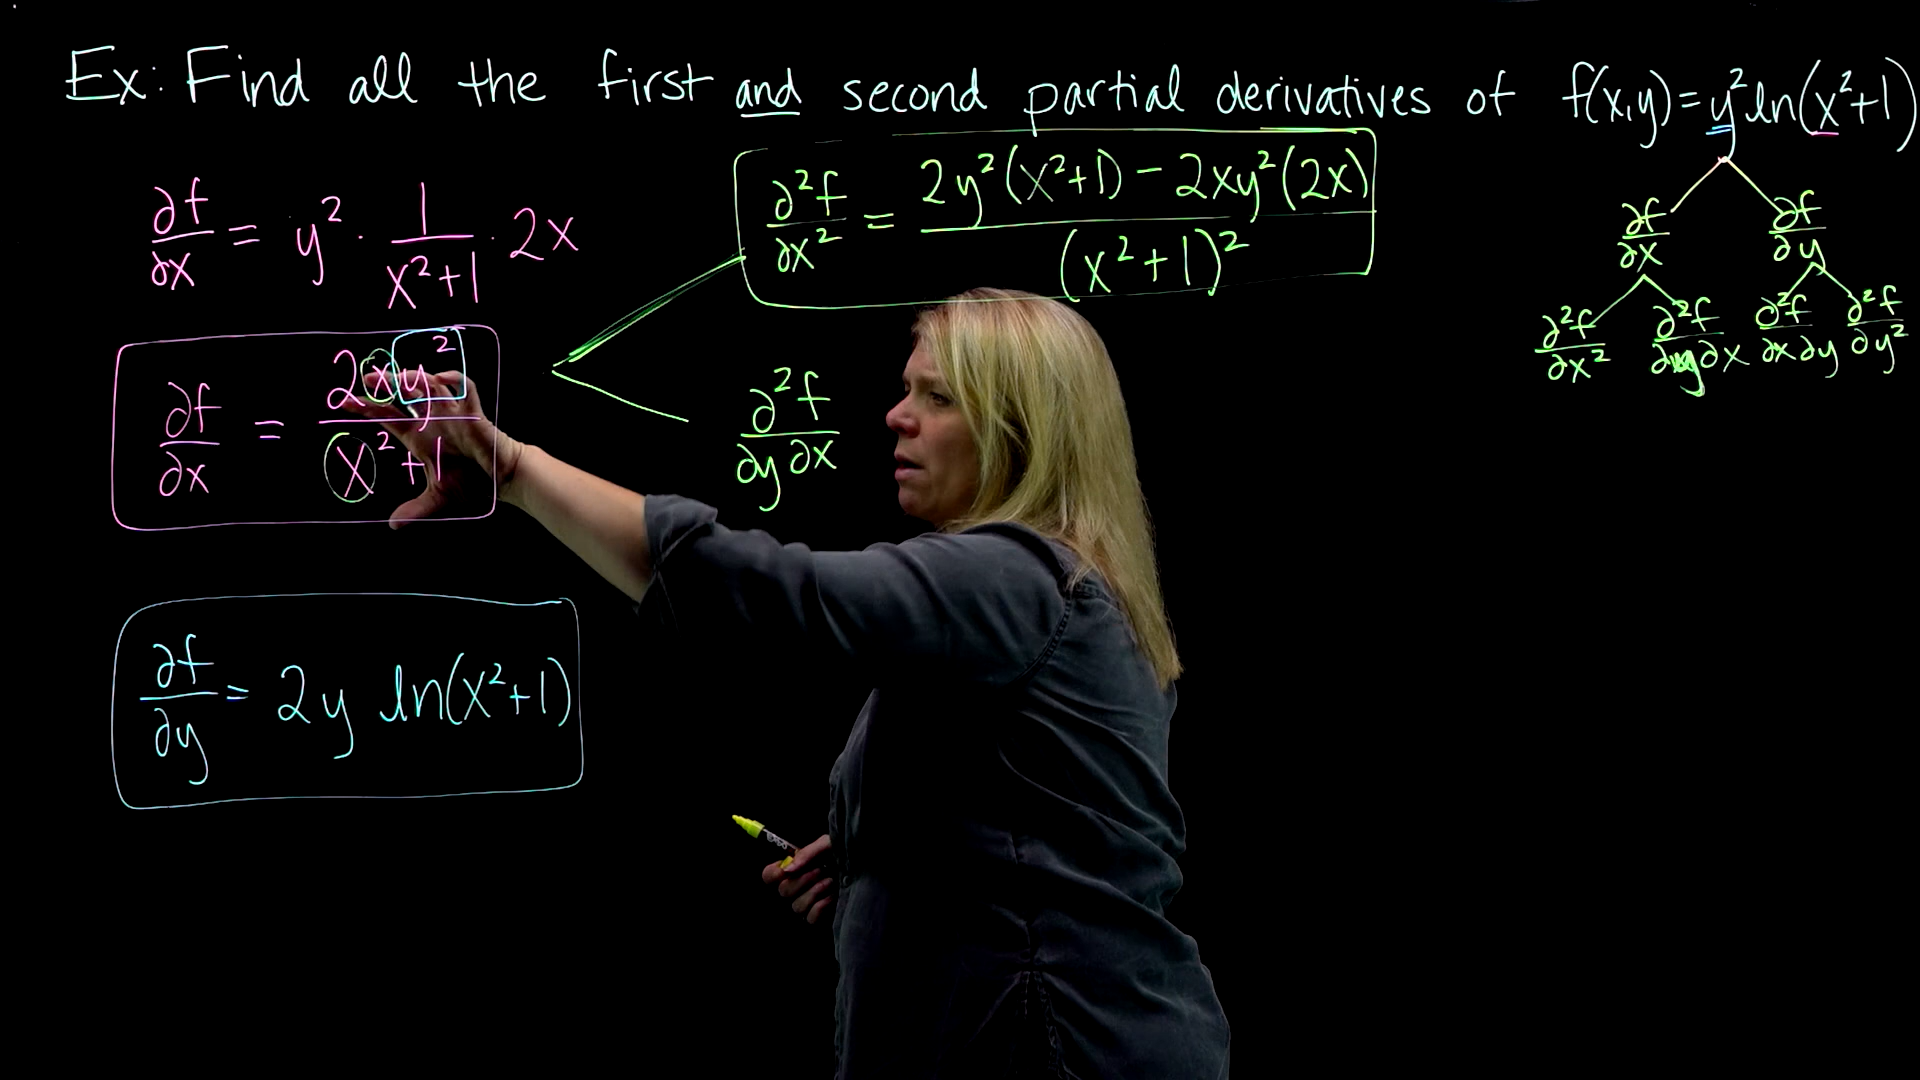 Ex: Find all the first and second partial derivatives of f(x,y)=y²ln(x²+1)
∂f/∂x = y² · 1/(x²+1) · 2x
∂f/∂x = 2xy²/(x²+1)
∂f/∂y = 2y ln(x²+1)
∂²f/∂x² = (2y²(x²+1) - 2xy²(2x))/(x²+1)²
∂²f/∂y∂x
∂f/∂x ∂f/∂y
∂²f/∂x² ∂²f/∂y∂x ∂²f/∂x∂y ∂²f/∂y²